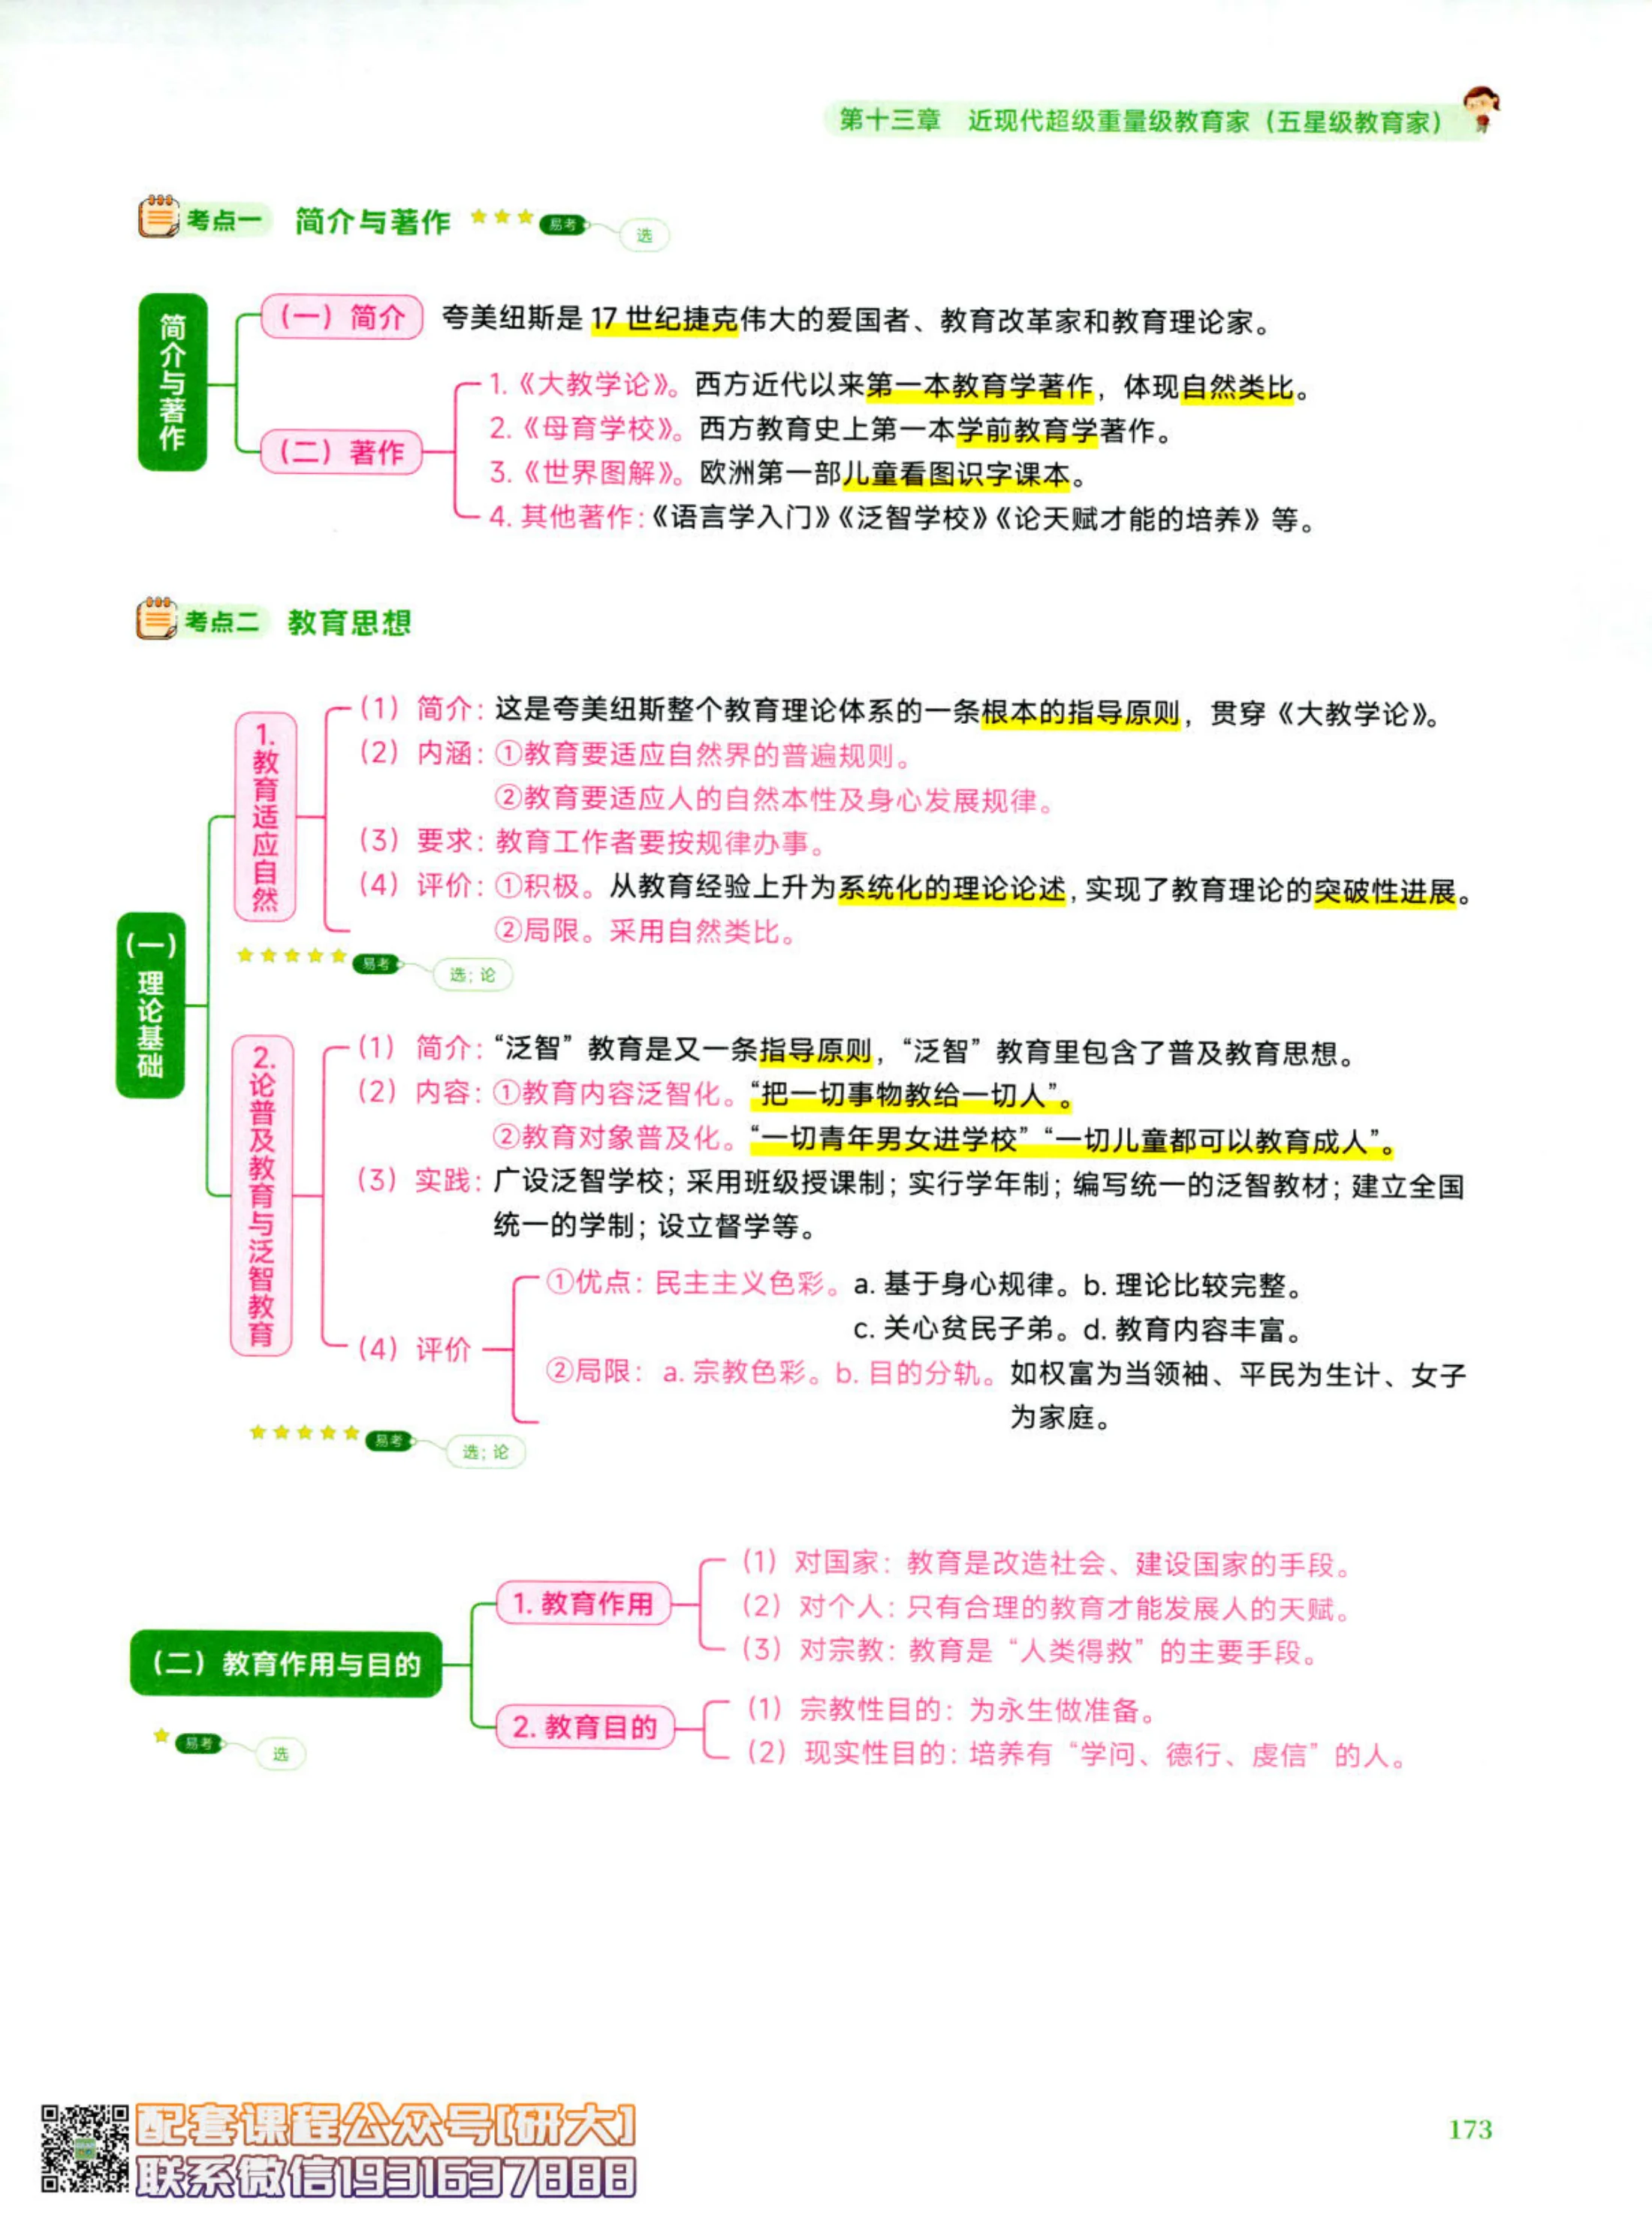 第十三章 近现代超级重量级教育家（五星级教育家）
考点一 简介与著作 易考 选
简介与著作
（一）简介 夸美纽斯是 17 世纪捷克伟大的爱国者、教育改革家和教育理论家。
（二）著作
1.《大教学论》。西方近代以来第一本教育学著作，体现自然类比。
2.《母育学校》。西方教育史上第一本学前教育学著作。
3.《世界图解》。欧洲第一部儿童看图识字课本。
4. 其他著作：《语言学入门》《泛智学校》《论天赋才能的培养》等。
考点二 教育思想
（一）理论基础
1. 教育适应自然
（1）简介：这是夸美纽斯整个教育理论体系的一条根本的指导原则，贯穿《大教学论》。
（2）内涵：①教育要适应自然界的普遍规则。
②教育要适应人的自然本性及身心发展规律。
（3）要求：教育工作者要按规律办事。
（4）评价：①积极。从教育经验上升为系统化的理论论述，实现了教育理论的突破性进展。
②局限。采用自然类比。
易考 选；论
2. 论普及教育与泛智教育
（1）简介：“泛智”教育是又一条指导原则，“泛智”教育里包含了普及教育思想。
（2）内容：①教育内容泛智化。“把一切事物教给一切人”。
②教育对象普及化。“一切青年男女进学校”“一切儿童都可以教育成人”。
（3）实践：广设泛智学校；采用班级授课制；实行学年制；编写统一的泛智教材；建立全国
统一的学制；设立督学等。
（4）评价
①优点：民主主义色彩。a. 基于身心规律。b. 理论比较完整。
c. 关心贫民子弟。d. 教育内容丰富。
②局限：a. 宗教色彩。b. 目的分轨。如权富为当领袖、平民为生计、女子
为家庭。
易考 选；论
（二）教育作用与目的
易考 选
1. 教育作用
（1）对国家：教育是改造社会、建设国家的手段。
（2）对个人：只有合理的教育才能发展人的天赋。
（3）对宗教：教育是“人类得救”的主要手段。
2. 教育目的
（1）宗教性目的：为永生做准备。
（2）现实性目的：培养有“学问、德行、虔信”的人。
配套课程公众号[研大]
联系微信1931637888
173